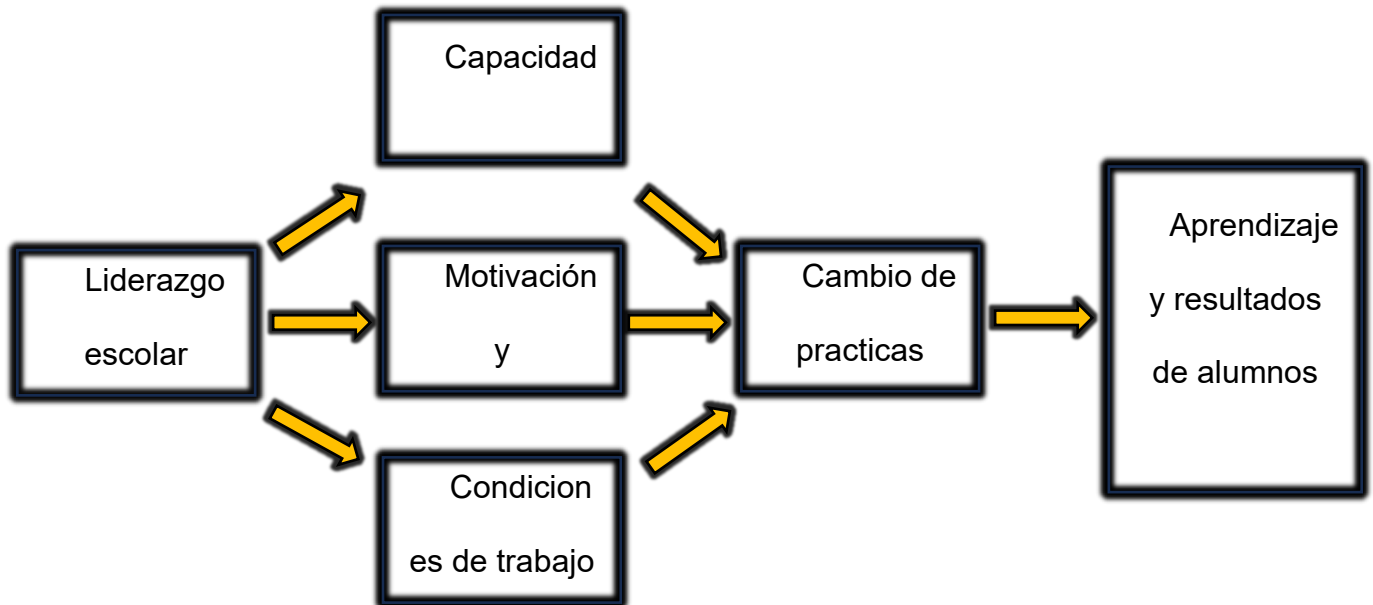 Capacidad
Liderazgo
escolar
Motivación
y
Condicion
es de trabajo
Cambio de
practicas
Aprendizaje
y resultados
de alumnos